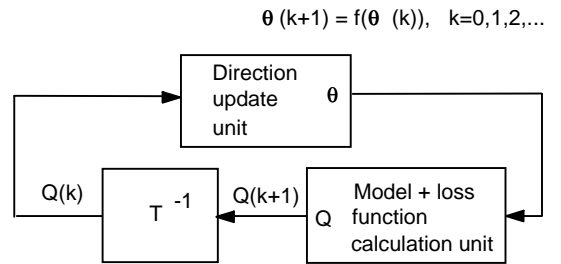 θ (k+1) = f(θ (k)), k=0,1,2,...
Direction
update
unit
θ
Q(k)
T -1
Q(k+1)
Q
Model + loss
function
calculation unit